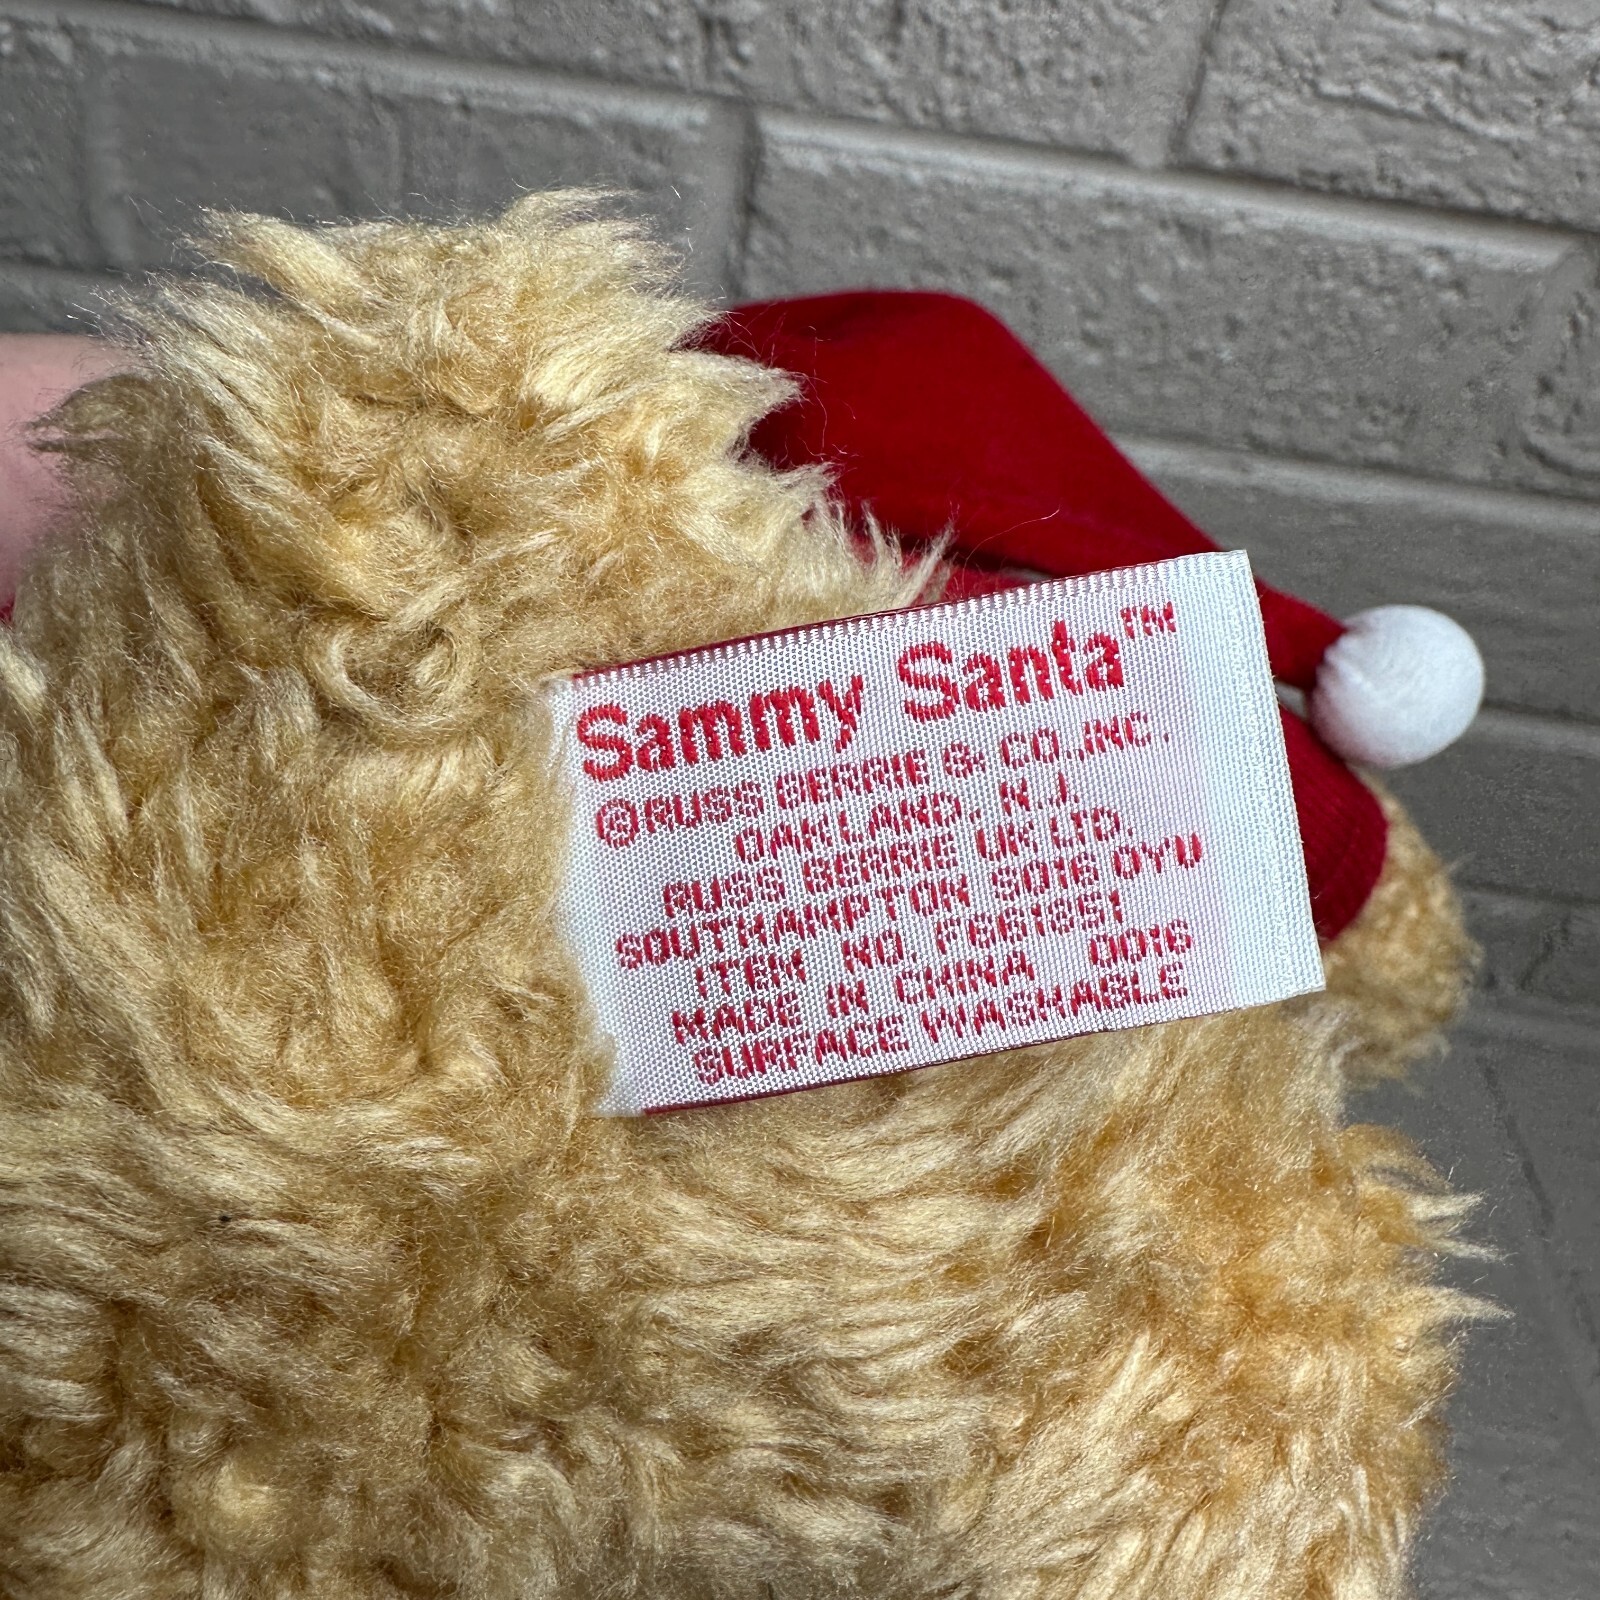 Sammy Santa™
©RUSS BERRIE & CO.,INC.
OAKLAND, N.J.
RUSS BERRIE UK LTD.
SOUTHAMPTON SO16 0YU
ITEM NO. F661851
MADE IN CHINA 0016
SURFACE WASHABLE